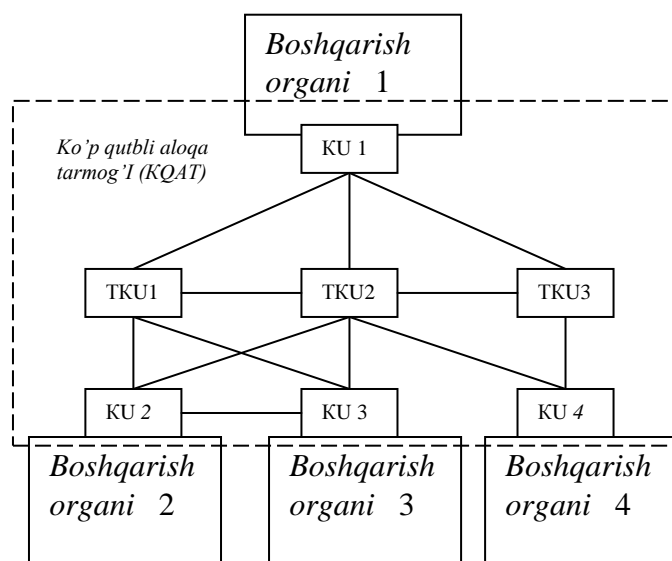 Boshqarish
organi 1
Ko’p qutbli aloqa
tarmog’I (KQAT)
KU 1
TKU1
TKU2
TKU3
KU 2
KU 3
KU 4
Boshqarish
organi 2
Boshqarish
organi 3
Boshqarish
organi 4